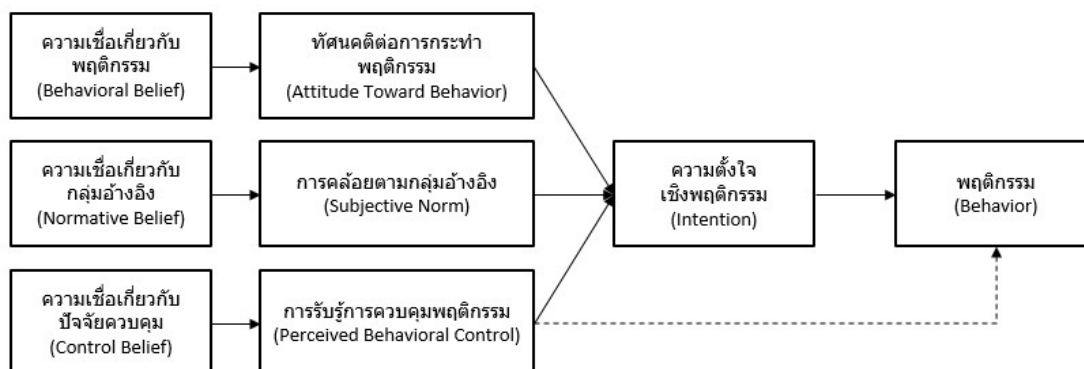 ความเชื่อเกี่ยวกับ
พฤติกรรม
(Behavioral Belief)
ทัศนคติต่อการกระทำ
พฤติกรรม
(Attitude Toward Behavior)
ความเชื่อเกี่ยวกับ
กลุ่มอ้างอิง
(Normative Belief)
การคล้อยตามกลุ่มอ้างอิง
(Subjective Norm)
ความตั้งใจ
เชิงพฤติกรรม
(Intention)
พฤติกรรม
(Behavior)
ความเชื่อเกี่ยวกับ
ปัจจัยควบคุม
(Control Belief)
การรับรู้การควบคุมพฤติกรรม
(Perceived Behavioral Control)